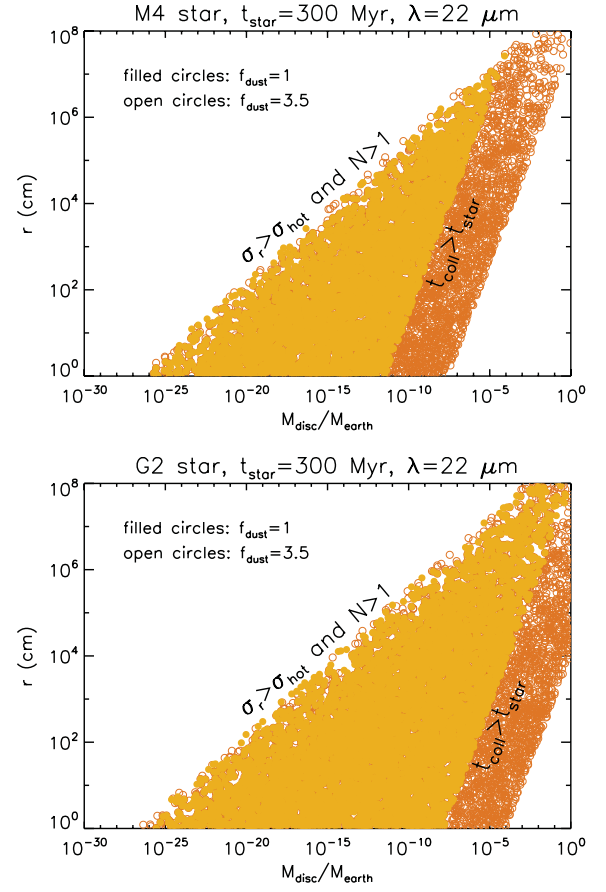 M4 star, t_star=300 Myr, λ=22 μm
10^8
filled circles: f_dust=1
open circles: f_dust=3.5
10^6
σ_r>σ_hot and N>1
r (cm)
10^4
t_coll>t_star
10^2
10^0
10^-30 10^-25 10^-20 10^-15 10^-10 10^-5 10^0
M_disc/M_earth
G2 star, t_star=300 Myr, λ=22 μm
10^8
filled circles: f_dust=1
open circles: f_dust=3.5
10^6
σ_r>σ_hot and N>1
r (cm)
10^4
t_coll>t_star
10^2
10^0
10^-30 10^-25 10^-20 10^-15 10^-10 10^-5 10^0
M_disc/M_earth